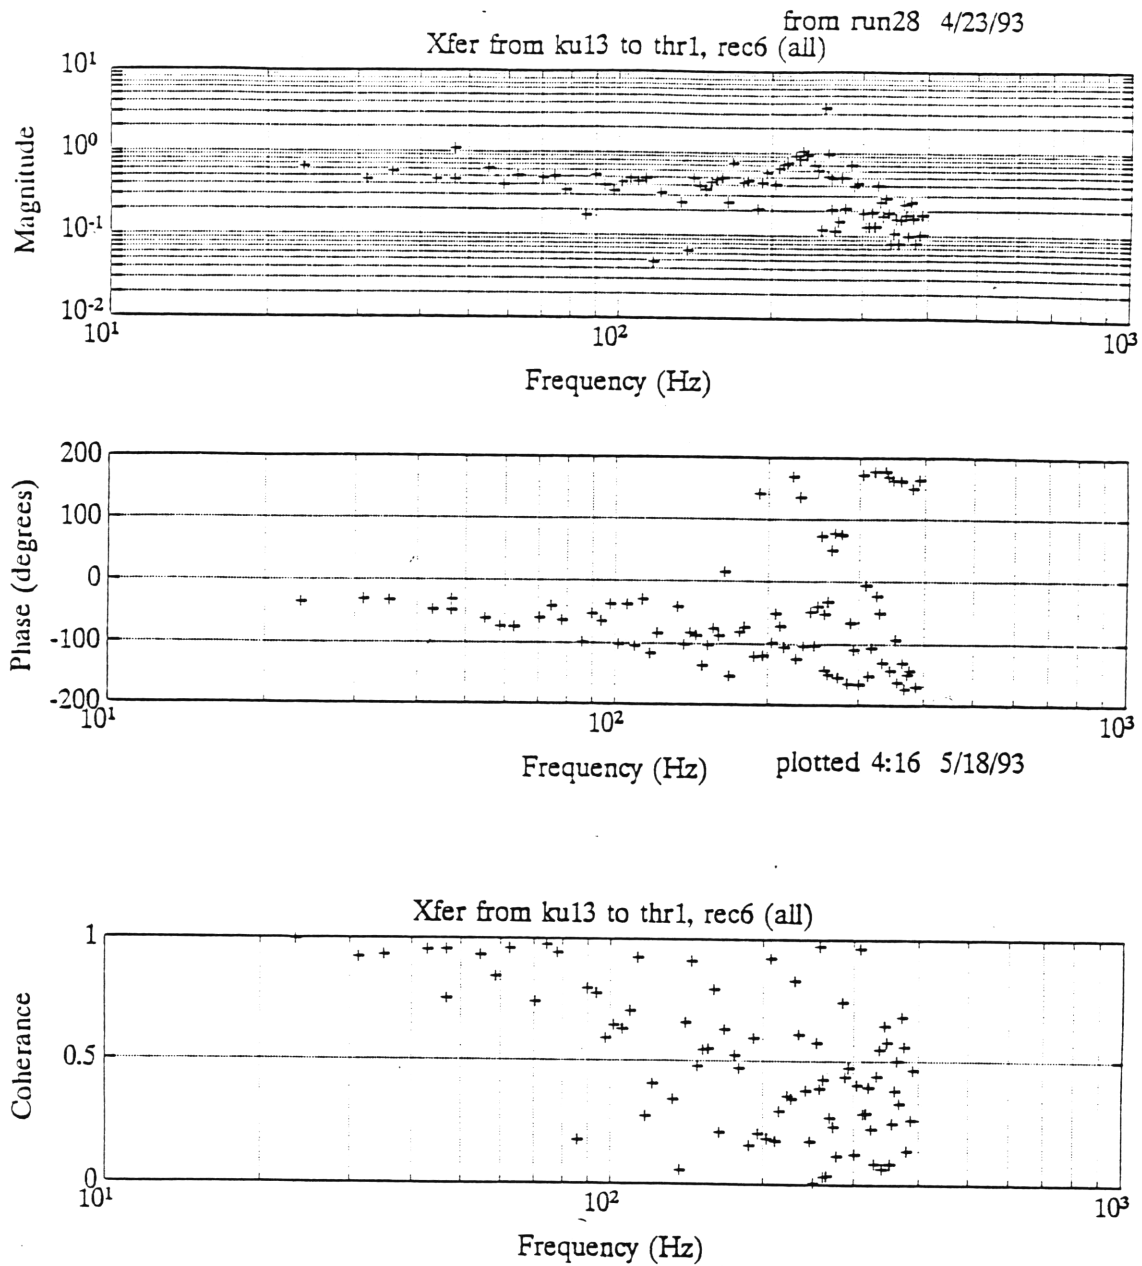 from run28 4/23/93
Xfer from ku13 to thr1, rec6 (all)
10¹
10⁰
10⁻¹
10⁻²
Magnitude
10¹ 10² 10³
Frequency (Hz)
200
100
0
-100
-200
Phase (degrees)
10¹ 10² 10³
Frequency (Hz)
plotted 4:16 5/18/93
Xfer from ku13 to thr1, rec6 (all)
1
0.5
0
Coherance
10¹ 10² 10³
Frequency (Hz)